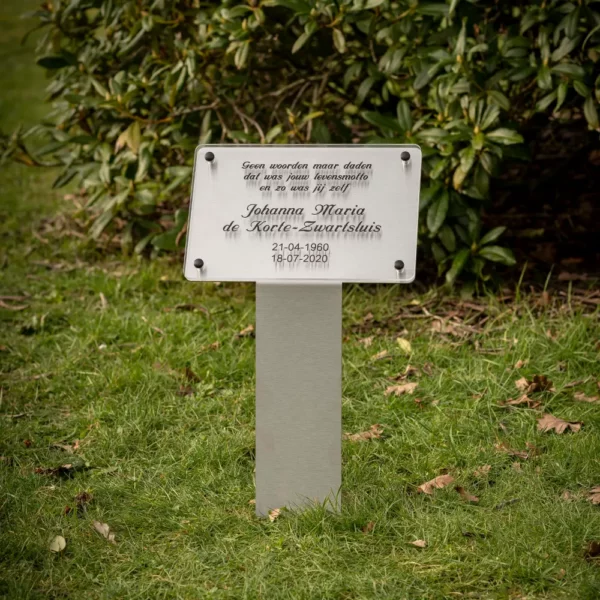 Geen woorden maar daden
dat was jouw levensmotto
en zo was jij zelf
Johanna Maria
de Korte-Zwartsluis
21-04-1960
18-07-2020